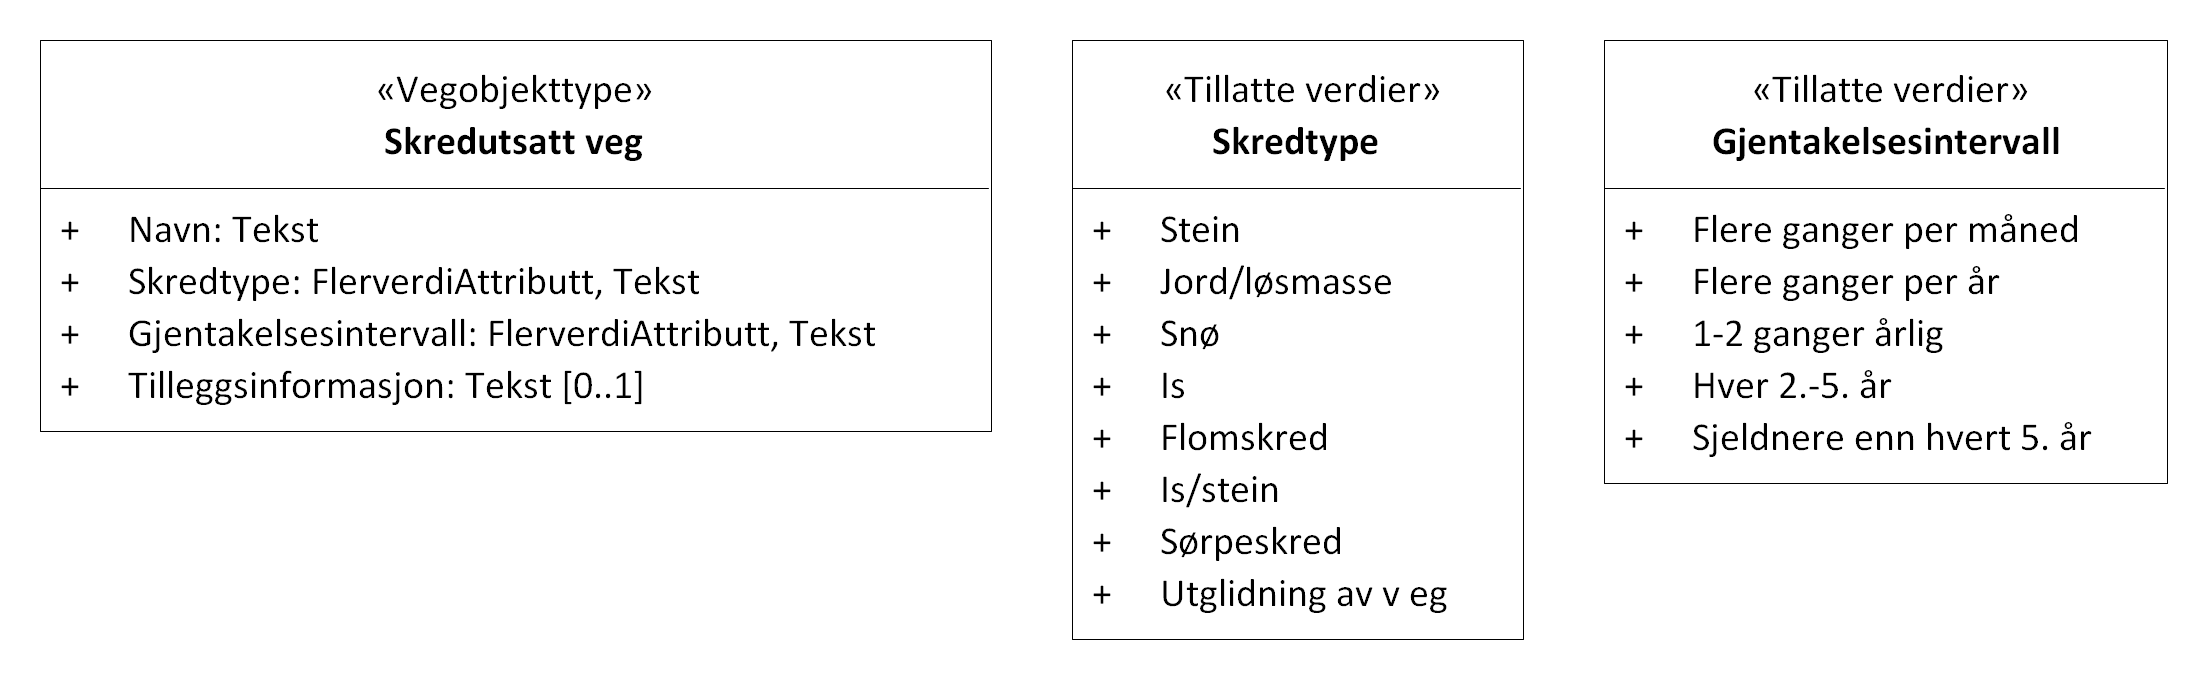 «Vegobjekttype»
Skredutsatt veg
+ Navn: Tekst
+ Skredtype: FlerverdiAttributt, Tekst
+ Gjentakelsesintervall: FlerverdiAttributt, Tekst
+ Tilleggsinformasjon: Tekst [0..1]
«Tillatte verdier»
Skredtype
+ Stein
+ Jord/løsmasse
+ Snø
+ Is
+ Flomskred
+ Is/stein
+ Sørpeskred
+ Utglidning av v eg
«Tillatte verdier»
Gjentakelsesintervall
+ Flere ganger per måned
+ Flere ganger per år
+ 1-2 ganger årlig
+ Hver 2.-5. år
+ Sjeldnere enn hvert 5. år